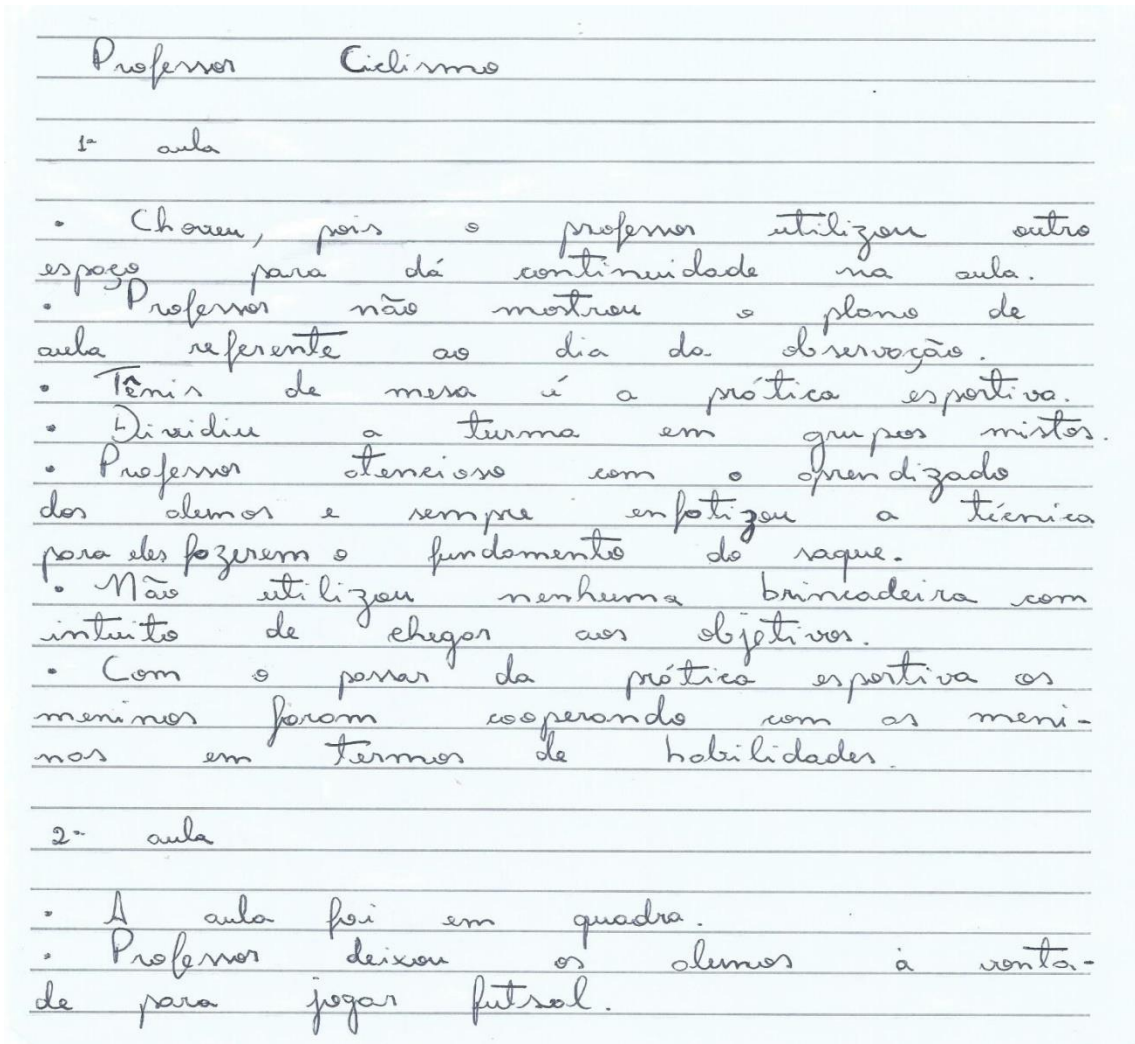 Professor Ciclismo
1ª aula
• Choveu, pois o professor utilizou outro
espaço para dá continuidade na aula.
• Professor não mostrou o plano de
aula referente ao dia da observação.
• Tênis de mesa é a prática esportiva.
• Dividiu a turma em grupos mistos.
• Professor atencioso com o aprendizado
dos alunos e sempre enfatizou a técnica
para eles fazerem o fundamento do saque.
• Não utilizou nenhuma brincadeira com
intuito de chegar aos objetivos.
• Com o passar da prática esportiva os
meninos foram cooperando com as meni-
nas em termos de habilidades.
2ª aula
• A aula foi em quadra.
• Professor deixou os alunos à vonta-
de para jogar futsal.